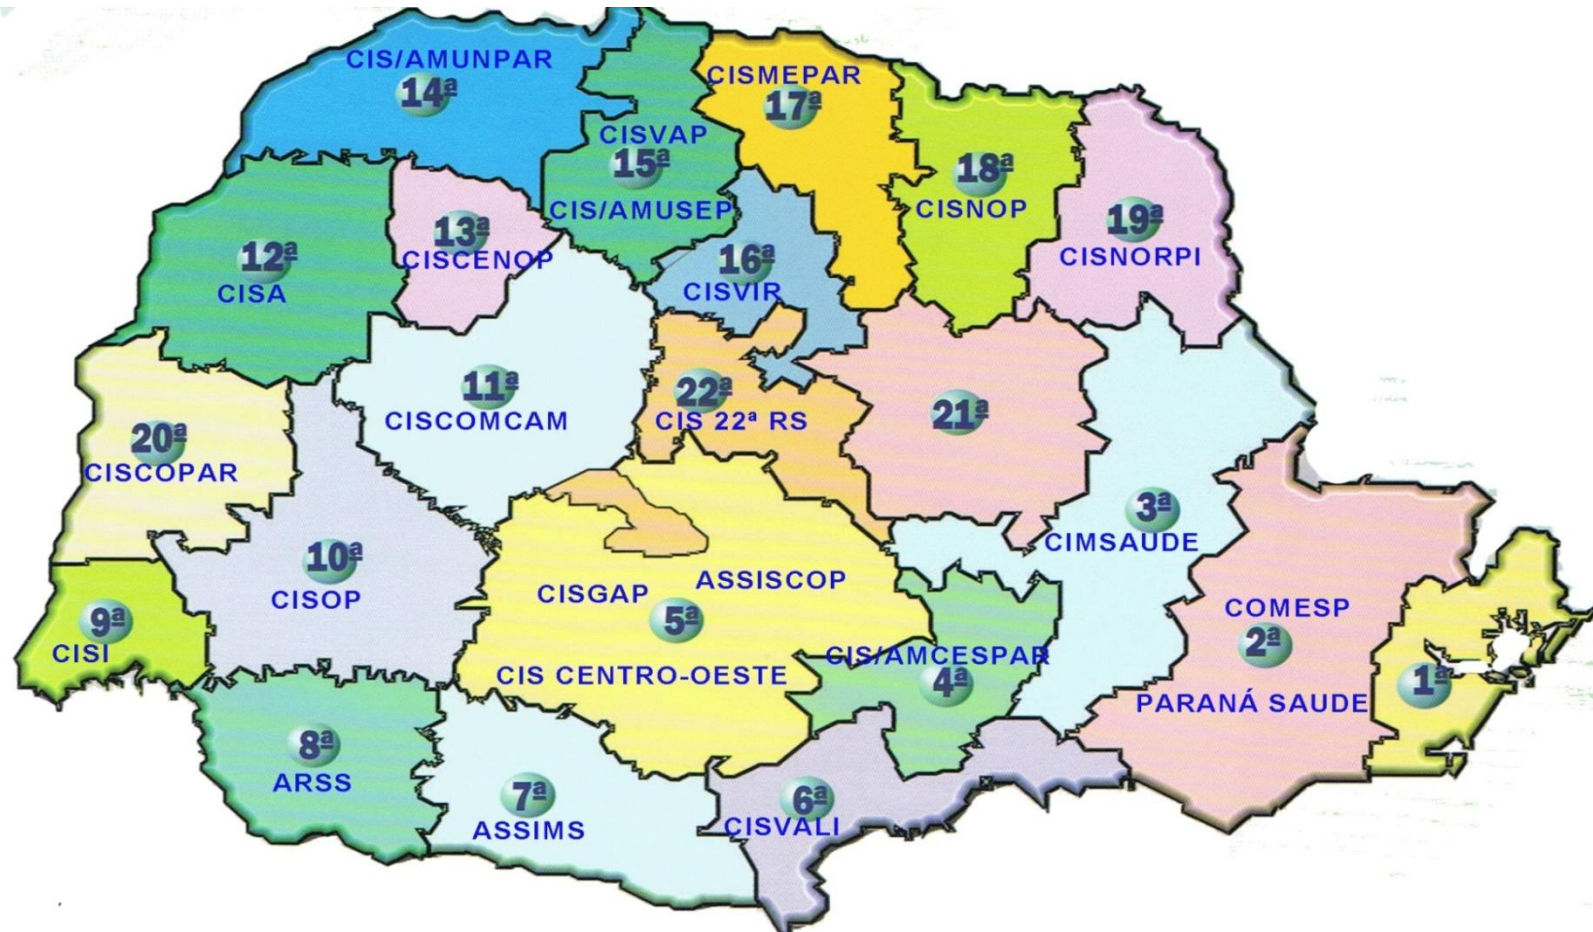 CIS/AMUNPAR
14ª
CISVAP
15ª
CIS/AMUSEP
CISMEPAR
17ª
18ª
CISNOP
19ª
CISNORPI
12ª
CISA
13ª
CISCENOP
16ª
CISVIR
11ª
CISCOMCAM
22ª
CIS 22ª RS
21ª
20ª
CISCOPAR
3ª
CIMSAUDE
10ª
CISOP
CISGAP
ASSISCOP
5ª
CIS CENTRO-OESTE
9ª
CISI
CIS/AMCESPAR
4ª
COMESP
2ª
PARANÁ SAUDE
1ª
8ª
ARSS
7ª
ASSIMS
6ª
CISVALI